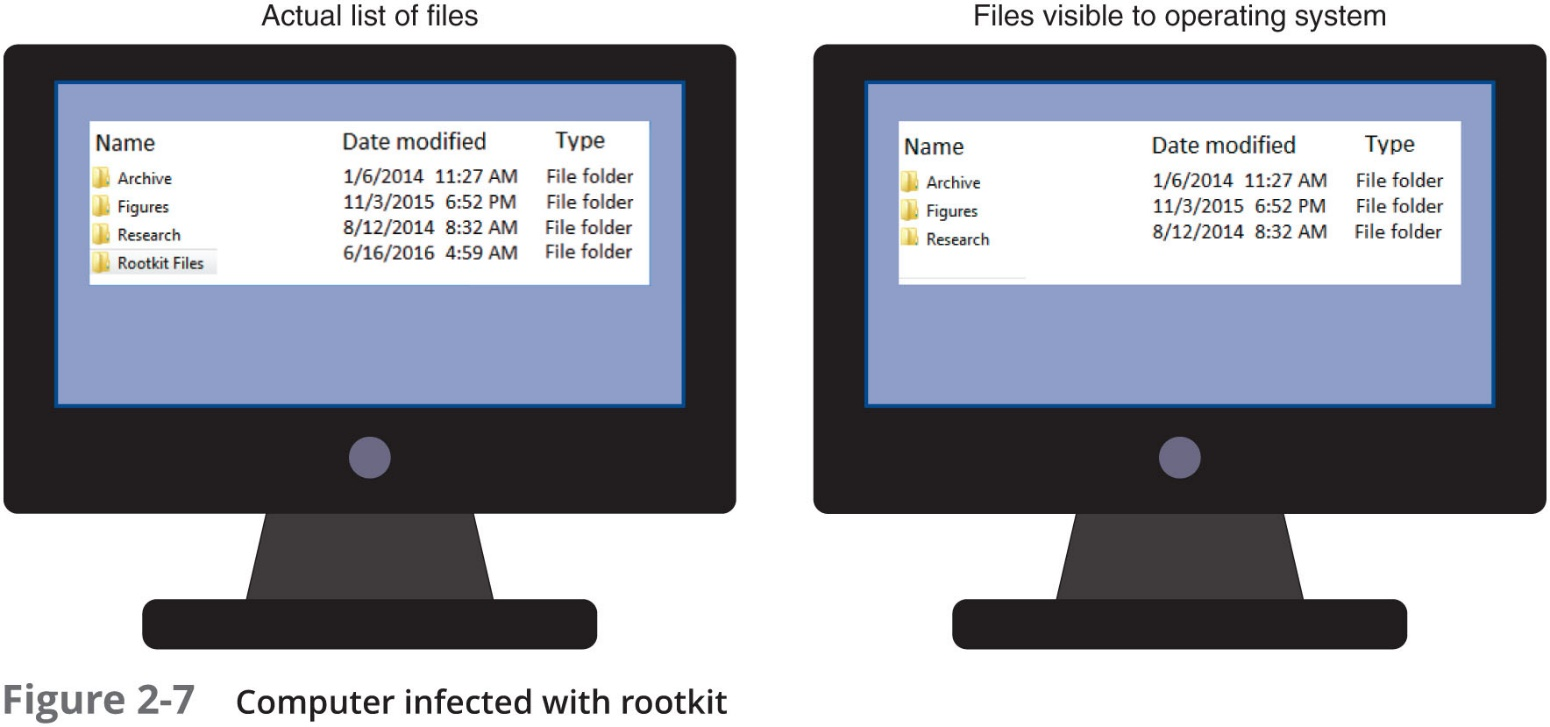 Actual list of files
Name Date modified Type
Archive 1/6/2014 11:27 AM File folder
Figures 11/3/2015 6:52 PM File folder
Research 8/12/2014 8:32 AM File folder
Rootkit Files 6/16/2016 4:59 AM File folder
Files visible to operating system
Name Date modified Type
Archive 1/6/2014 11:27 AM File folder
Figures 11/3/2015 6:52 PM File folder
Research 8/12/2014 8:32 AM File folder
Figure 2-7 Computer infected with rootkit